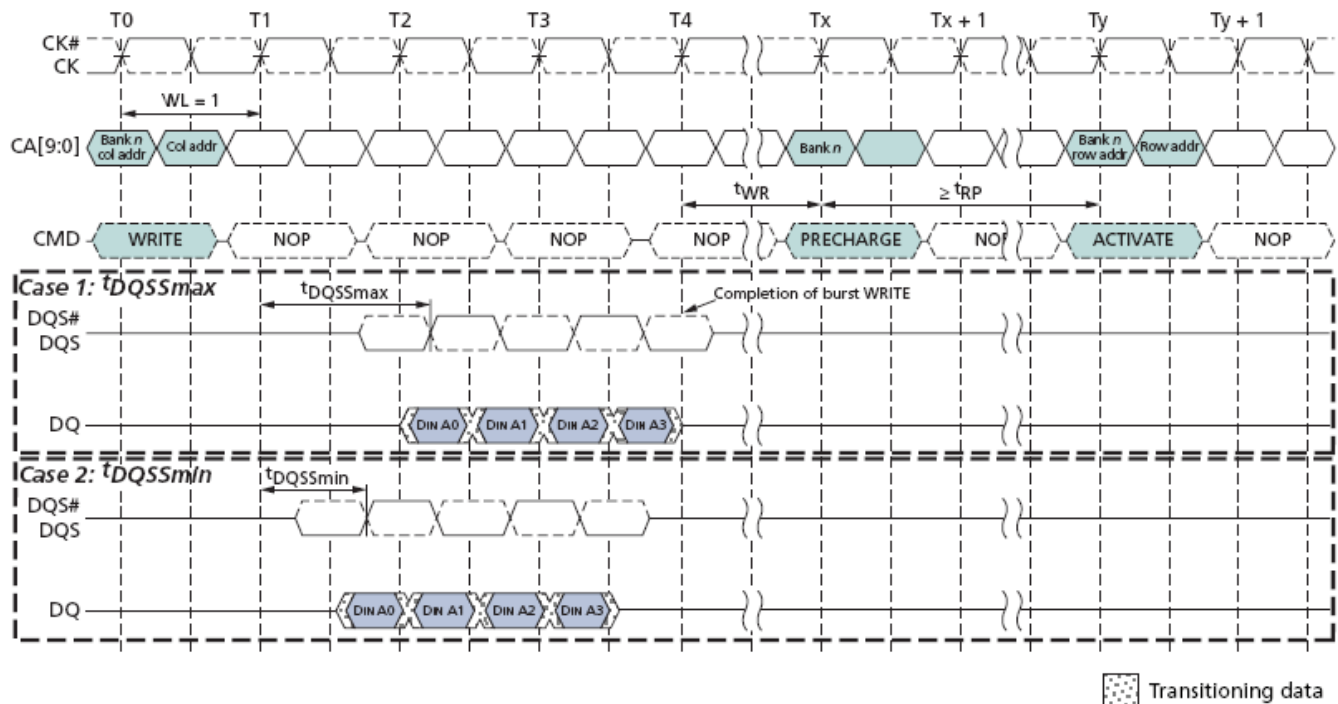 T0 T1 T2 T3 T4 Tx Tx + 1 Ty Ty + 1
CK#
CK
WL = 1
CA[9:0] Bank n col addr Col addr Bank n Bank n row addr Row addr
tWR ≥ tRP
CMD WRITE NOP NOP NOP NOP PRECHARGE NOP ACTIVATE NOP
Case 1: tDQSSmax
tDQSSmax
Completion of burst WRITE
DQS#
DQS
DQ DIN A0 DIN A1 DIN A2 DIN A3
Case 2: tDQSSmin
tDQSSmin
DQS#
DQS
DQ DIN A0 DIN A1 DIN A2 DIN A3
Transitioning data